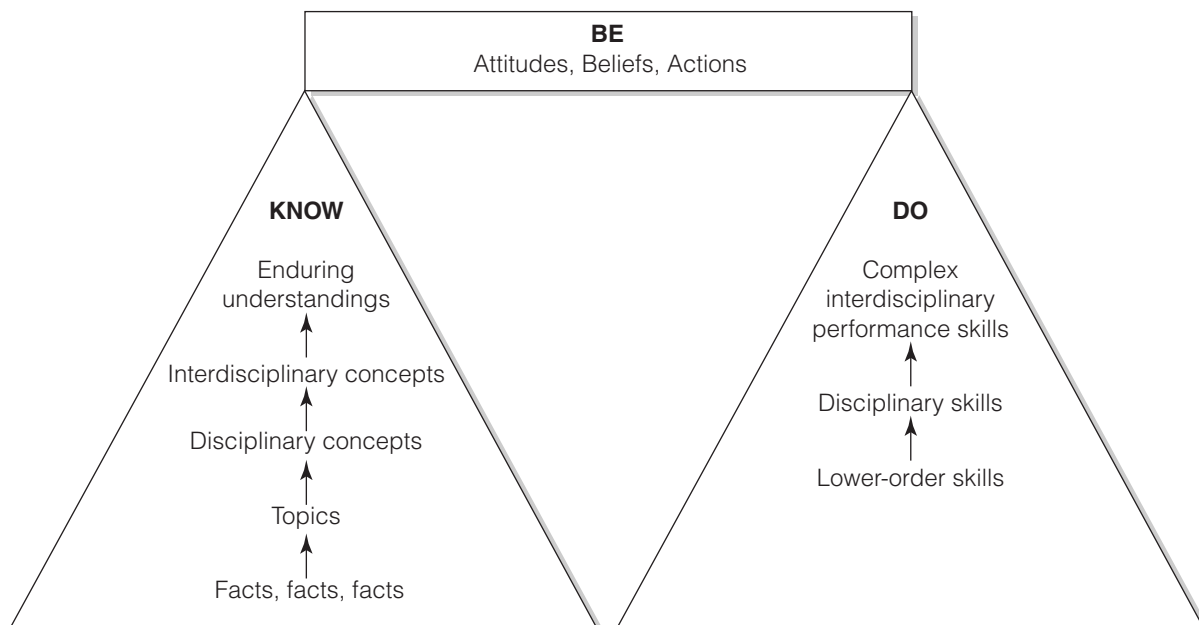 BE
Attitudes, Beliefs, Actions
KNOW
Enduring
understandings
Interdisciplinary concepts
Disciplinary concepts
Topics
Facts, facts, facts
DO
Complex
interdisciplinary
performance skills
Disciplinary skills
Lower-order skills